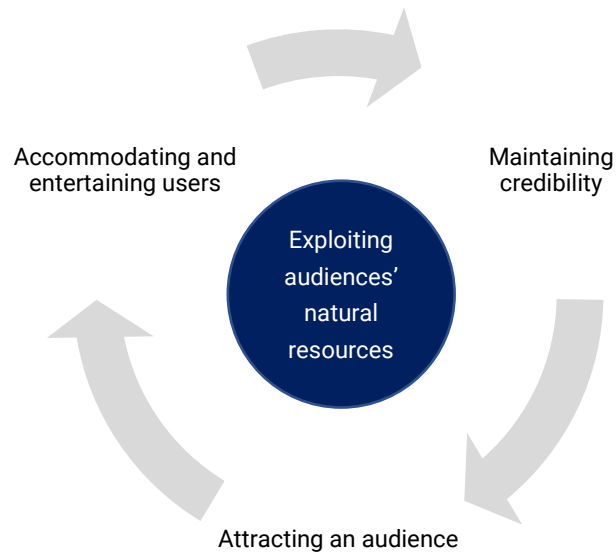 Accommodating and
entertaining users
Maintaining
credibility
Exploiting
audiences’
natural
resources
Attracting an audience